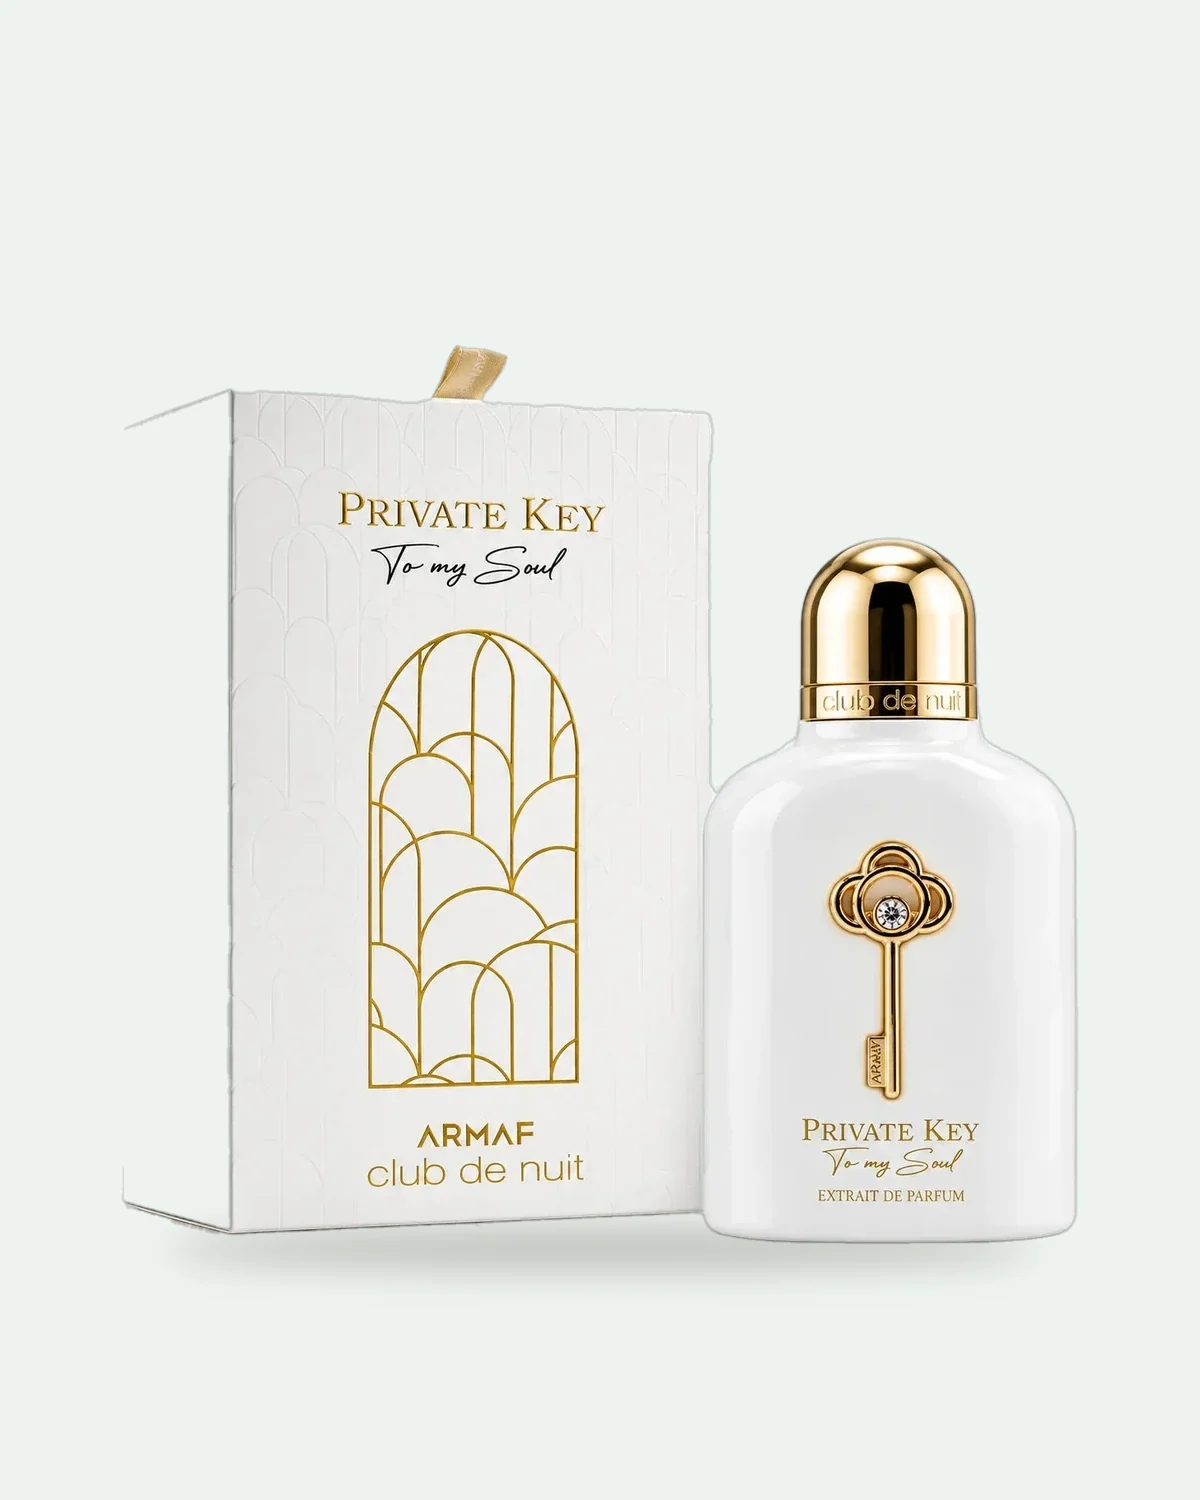 PRIVATE KEY
To my Soul
ARMAF
club de nuit
club de nuit
ARMAF
PRIVATE KEY
To my Soul
EXTRAIT DE PARFUM